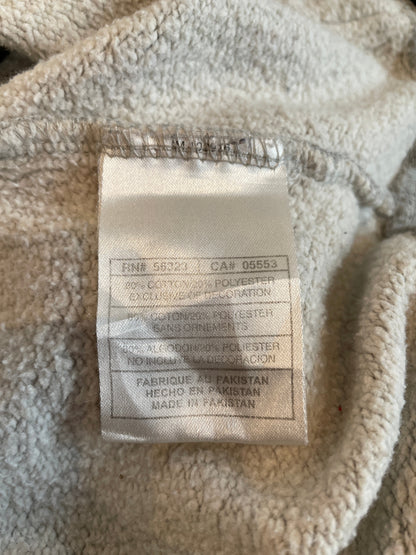 RN# 56323 CA# 05553
80% COTTON/20% POLYESTER
EXCLUSIVE OF DECORATION
80% COTON/20% POLYESTER
SANS ORNEMENTS
80% ALGODON/20% POLIESTER
NO INCLUYE LA DECORACION
FABRIQUE AU PAKISTAN
HECHO EN PAKISTAN
MADE IN PAKISTAN